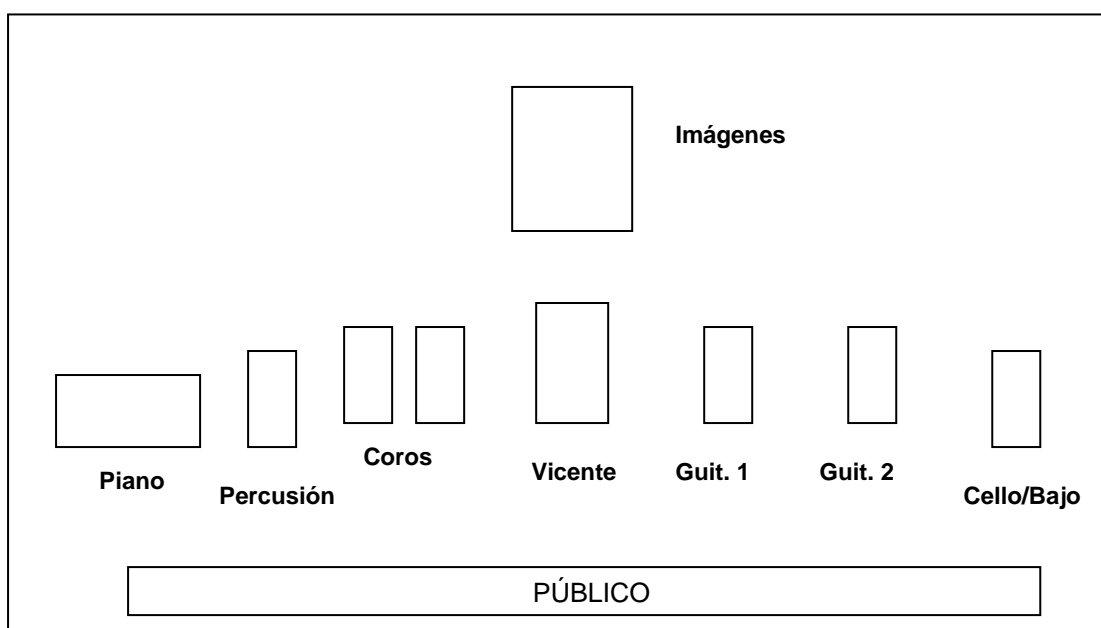 Imágenes
Coros
Vicente
Guit. 1
Guit. 2
Piano
Percusión
Cello/Bajo
PÚBLICO